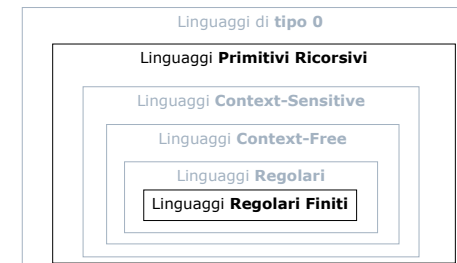 Linguaggi di tipo 0
Linguaggi Primitivi Ricorsivi
Linguaggi Context-Sensitive
Linguaggi Context-Free
Linguaggi Regolari
Linguaggi Regolari Finiti